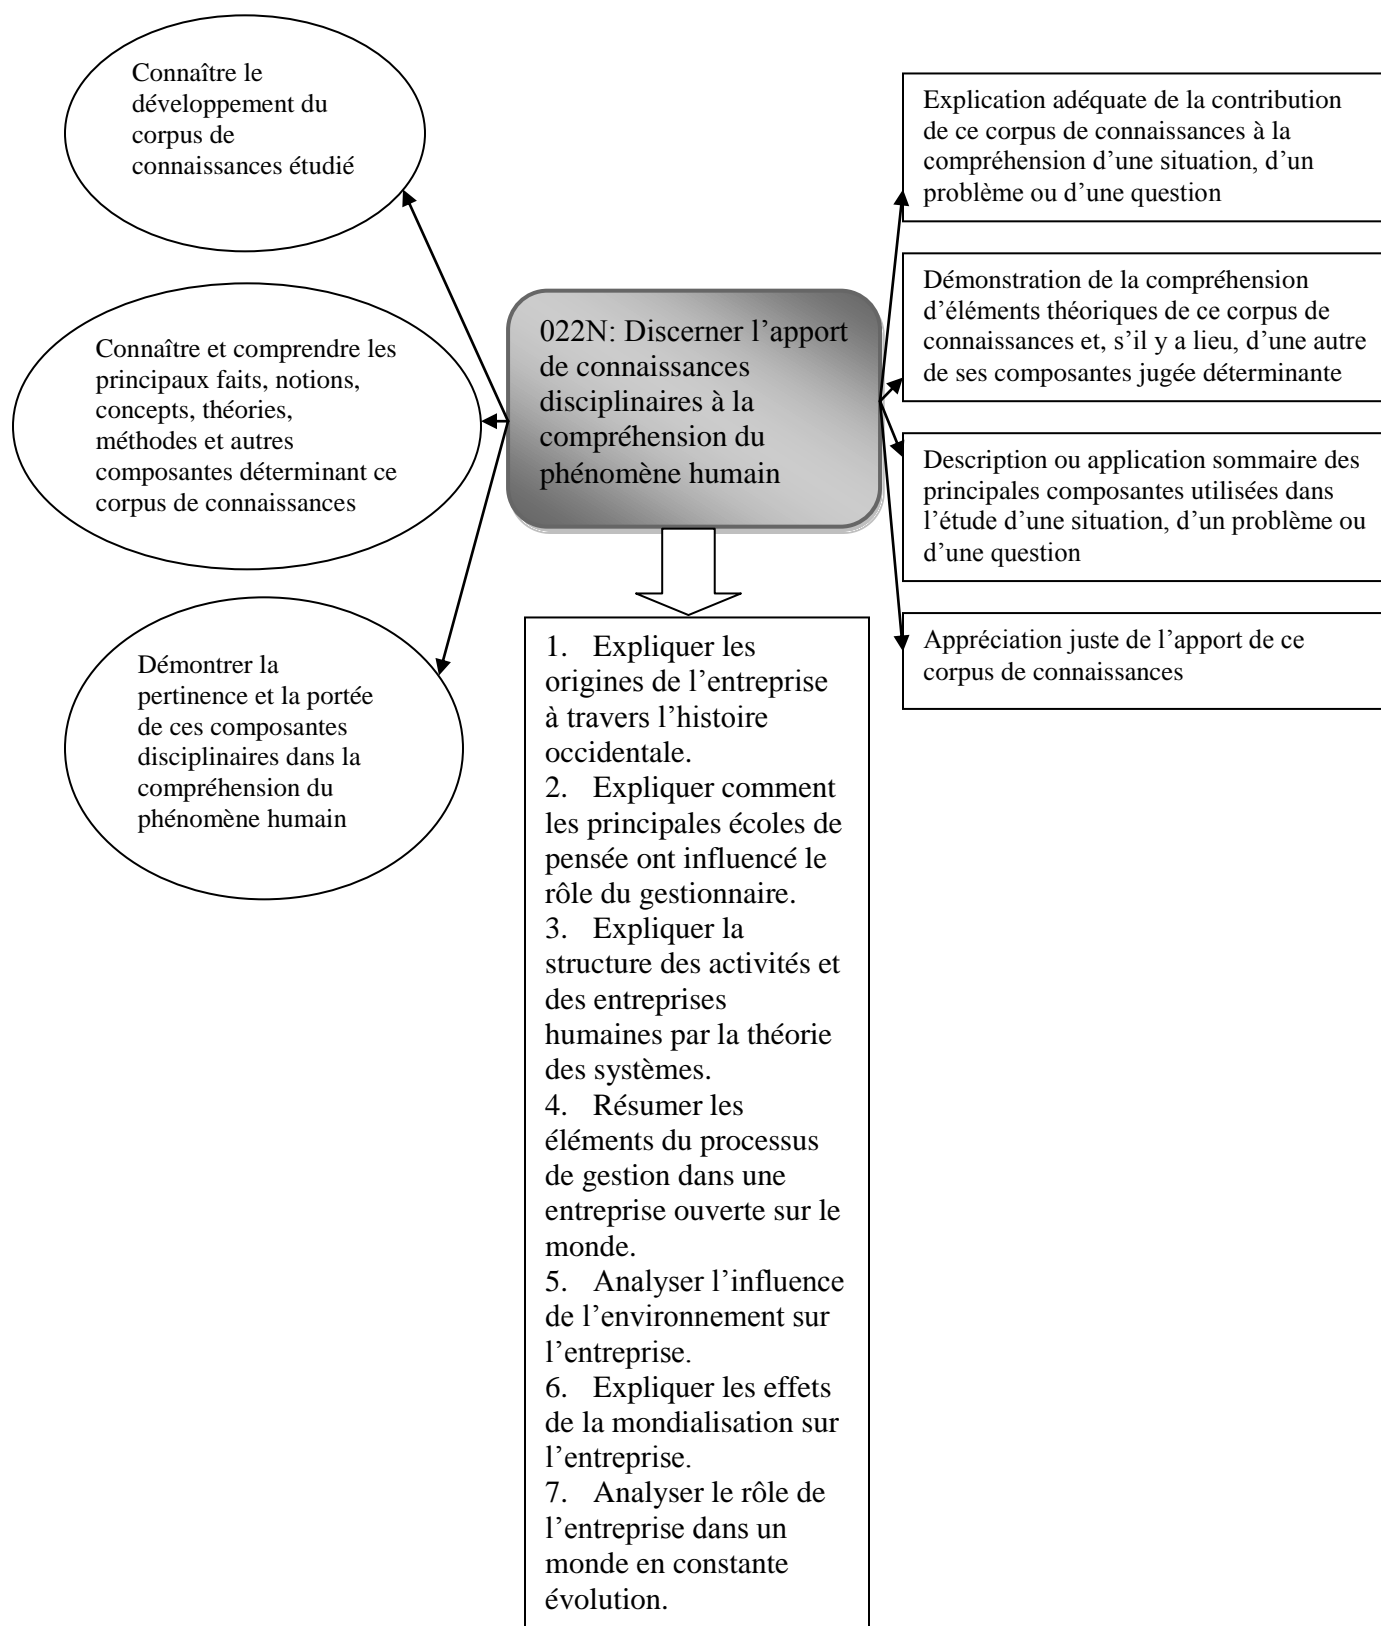 Connaître le
développement du
corpus de
connaissances étudié
Connaître et comprendre les
principaux faits, notions,
concepts, théories,
méthodes et autres
composantes déterminant ce
corpus de connaissances
Démontrer la
pertinence et la portée
de ces composantes
disciplinaires dans la
compréhension du
phénomène humain
022N: Discerner l’apport
de connaissances
disciplinaires à la
compréhension du
phénomène humain
1. Expliquer les
origines de l’entreprise
à travers l’histoire
occidentale.
2. Expliquer comment
les principales écoles de
pensée ont influencé le
rôle du gestionnaire.
3. Expliquer la
structure des activités et
des entreprises
humaines par la théorie
des systèmes.
4. Résumer les
éléments du processus
de gestion dans une
entreprise ouverte sur le
monde.
5. Analyser l’influence
de l’environnement sur
l’entreprise.
6. Expliquer les effets
de la mondialisation sur
l’entreprise.
7. Analyser le rôle de
l’entreprise dans un
monde en constante
évolution.
Explication adéquate de la contribution
de ce corpus de connaissances à la
compréhension d’une situation, d’un
problème ou d’une question
Démonstration de la compréhension
d’éléments théoriques de ce corpus de
connaissances et, s’il y a lieu, d’une autre
de ses composantes jugée déterminante
Description ou application sommaire des
principales composantes utilisées dans
l’étude d’une situation, d’un problème ou
d’une question
Appréciation juste de l’apport de ce
corpus de connaissances